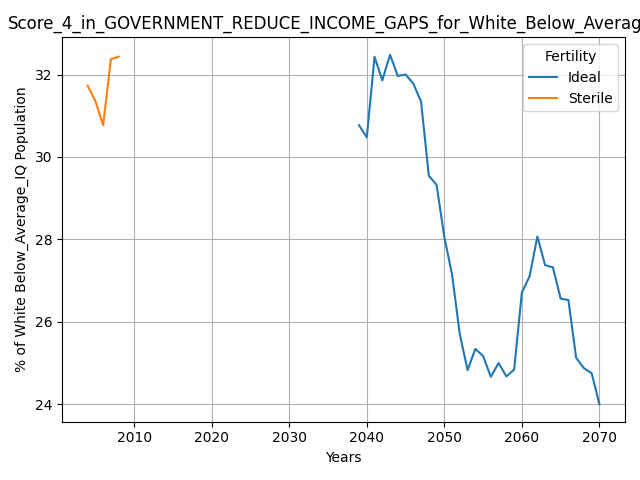 Score_4_in_GOVERNMENT_REDUCE_INCOME_GAPS_for_White_Below_Averag
% of White Below_Average_IQ Population
32
30
28
26
24
Fertility
Ideal
Sterile
2010 2020 2030 2040 2050 2060 2070
Years